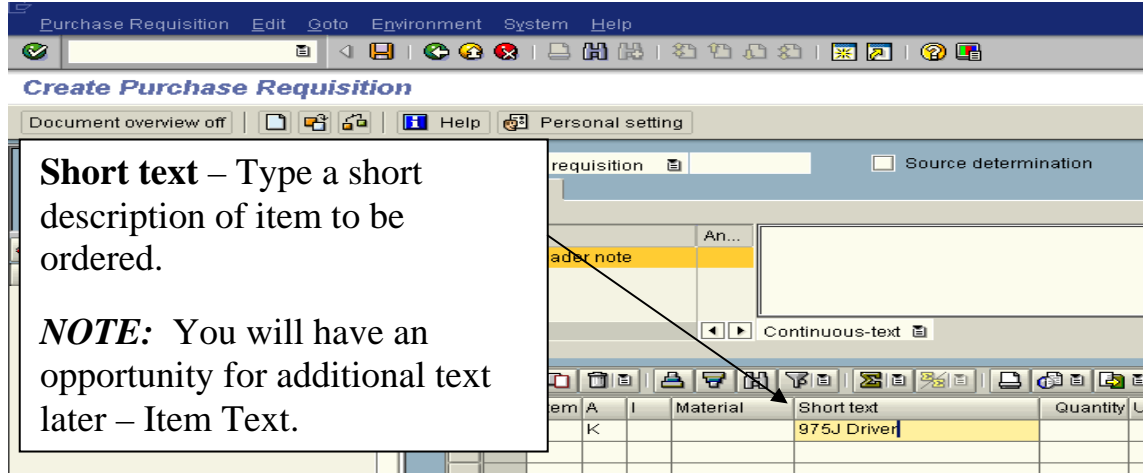 Purchase Requisition Edit Goto Environment System Help
Create Purchase Requisition
Document overview off Help Personal setting
requisition Source determination
Short text – Type a short
description of item to be
ordered.
NOTE: You will have an
opportunity for additional text
later – Item Text.
An...
ader note
Continuous-text
em A I Material Short text Quantity U
K 975J Driver